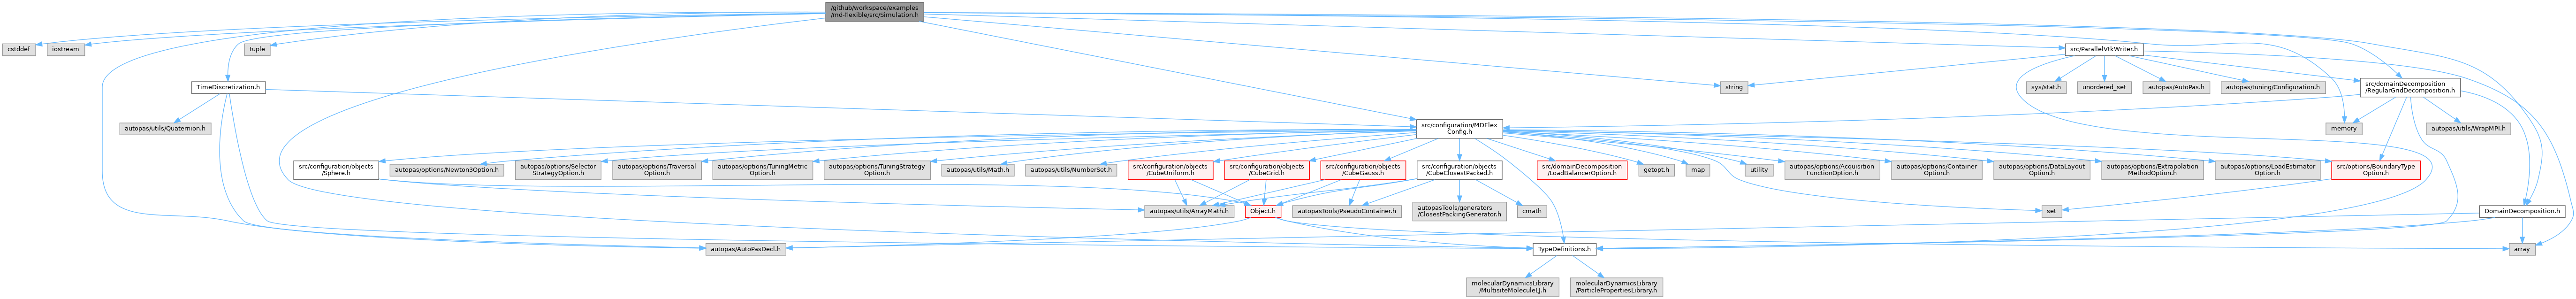 /github/workspace/examples
/md-flexible/src/Simulation.h
cstddef
iostream
tuple
src/ParallelVtkWriter.h
TimeDiscretization.h
string
sys/stat.h
unordered_set
autopas/AutoPas.h
autopas/tuning/Configuration.h
src/domainDecomposition
/RegularGridDecomposition.h
autopas/utils/Quaternion.h
src/configuration/MDFlex
Config.h
memory
autopas/utils/WrapMPI.h
src/configuration/objects
/Sphere.h
autopas/options/Newton3Option.h
autopas/options/Selector
StrategyOption.h
autopas/options/Traversal
Option.h
autopas/options/TuningMetric
Option.h
autopas/options/TuningStrategy
Option.h
autopas/utils/Math.h
autopas/utils/NumberSet.h
src/configuration/objects
/CubeUniform.h
src/configuration/objects
/CubeGrid.h
src/configuration/objects
/CubeGauss.h
src/configuration/objects
/CubeClosestPacked.h
src/domainDecomposition
/LoadBalancerOption.h
getopt.h
map
utility
autopas/options/Acquisition
FunctionOption.h
autopas/options/Container
Option.h
autopas/options/DataLayout
Option.h
autopas/options/Extrapolation
MethodOption.h
autopas/options/LoadEstimator
Option.h
src/options/BoundaryType
Option.h
autopas/utils/ArrayMath.h
Object.h
autopasTools/PseudoContainer.h
autopasTools/generators
/ClosestPackingGenerator.h
cmath
set
DomainDecomposition.h
autopas/AutoPasDecl.h
TypeDefinitions.h
array
molecularDynamicsLibrary
/MultisiteMoleculeLJ.h
molecularDynamicsLibrary
/ParticlePropertiesLibrary.h